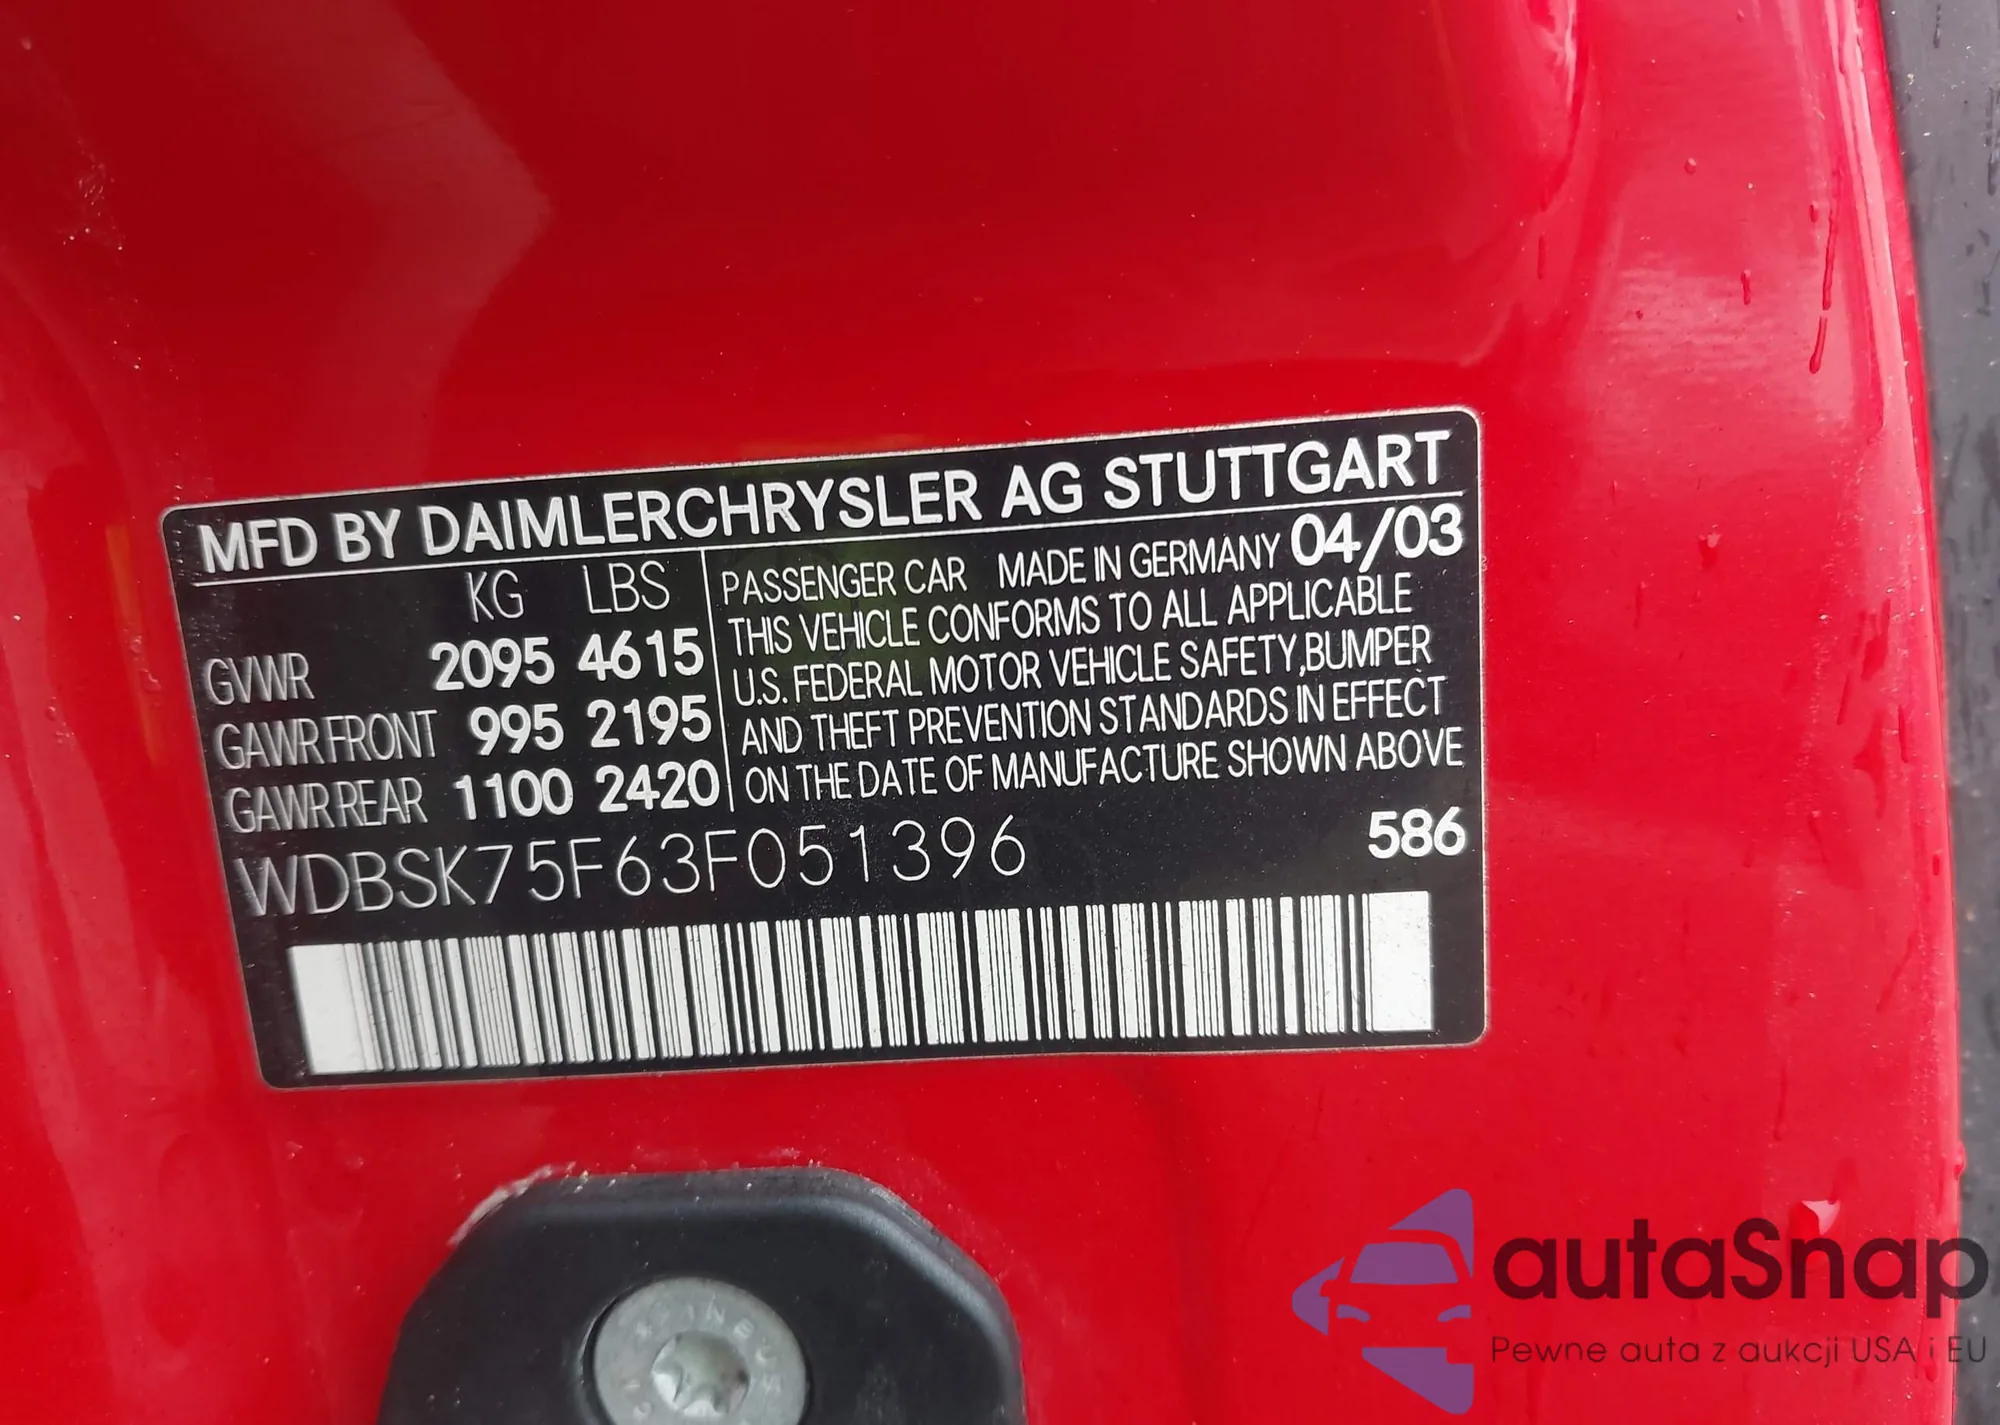 MFD BY DAIMLERCHRYSLER AG STUTTGART
KG LBS
GVWR 2095 4615
GAWR FRONT 995 2195
GAWR REAR 1100 2420
PASSENGER CAR MADE IN GERMANY 04/03
THIS VEHICLE CONFORMS TO ALL APPLICABLE
U.S. FEDERAL MOTOR VEHICLE SAFETY,BUMPER
AND THEFT PREVENTION STANDARDS IN EFFECT
ON THE DATE OF MANUFACTURE SHOWN ABOVE
WDBSK75F63F051396
586
autaSnap
Pewne auta z aukcji USA i EU